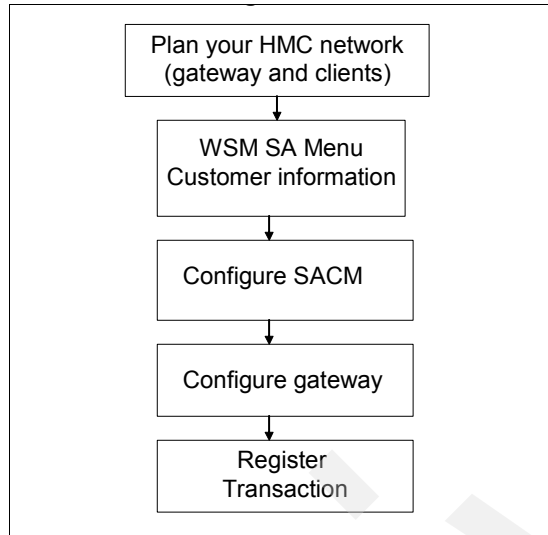 Plan your HMC network
(gateway and clients)
WSM SA Menu
Customer information
Configure SACM
Configure gateway
Register
Transaction